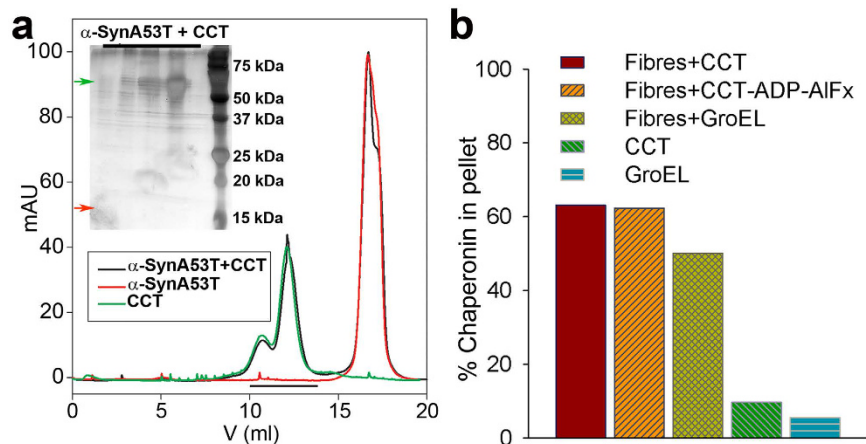 a
α-SynA53T + CCT
75 kDa
50 kDa
37 kDa
25 kDa
20 kDa
15 kDa
α-SynA53T+CCT
α-SynA53T
CCT
mAU
100
80
60
40
20
0
0 5 10 15 20
V (ml)
b
Fibres+CCT
Fibres+CCT-ADP-AlFx
Fibres+GroEL
CCT
GroEL
% Chaperonin in pellet
100
80
60
40
20
0